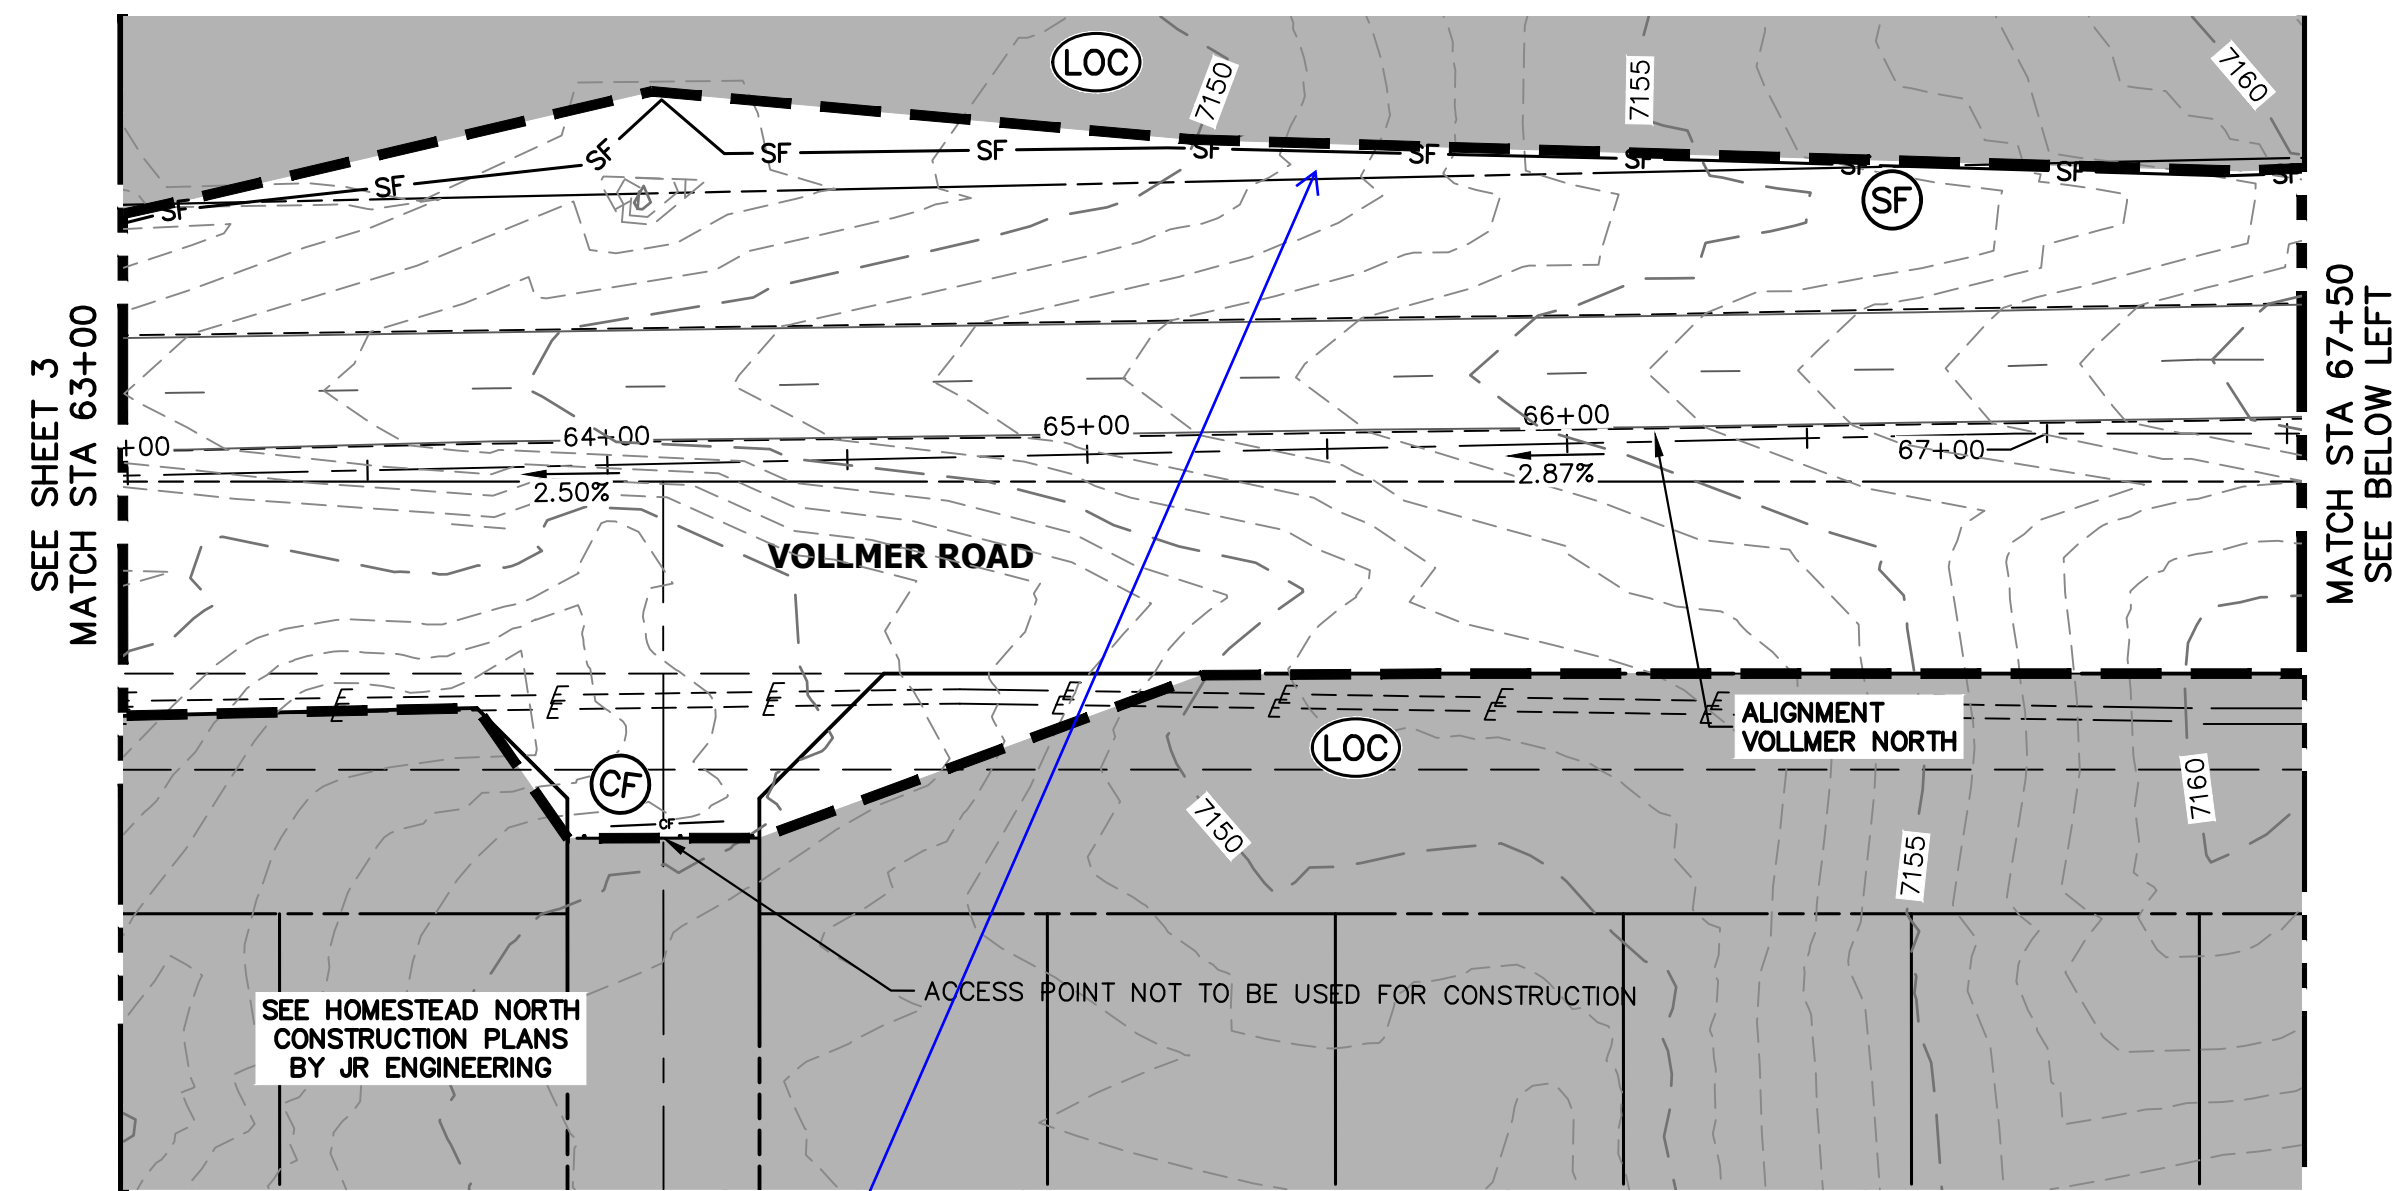 LOC
7150
7155
7160
SF
SF
SF
SF
SF
SF
SF
SF
SF
SF
SF
SEE SHEET 3
MATCH STA 63+00
MATCH STA 67+50
SEE BELOW LEFT
+00
64+00
65+00
66+00
67+00
2.50%
2.87%
VOLLMER ROAD
E
E
E
E
E
E
E
E
E
E
E
E
E
E
ALIGNMENT
VOLLMER NORTH
LOC
CF
CF
7150
7155
7160
ACCESS POINT NOT TO BE USED FOR CONSTRUCTION
SEE HOMESTEAD NORTH
CONSTRUCTION PLANS
BY JR ENGINEERING